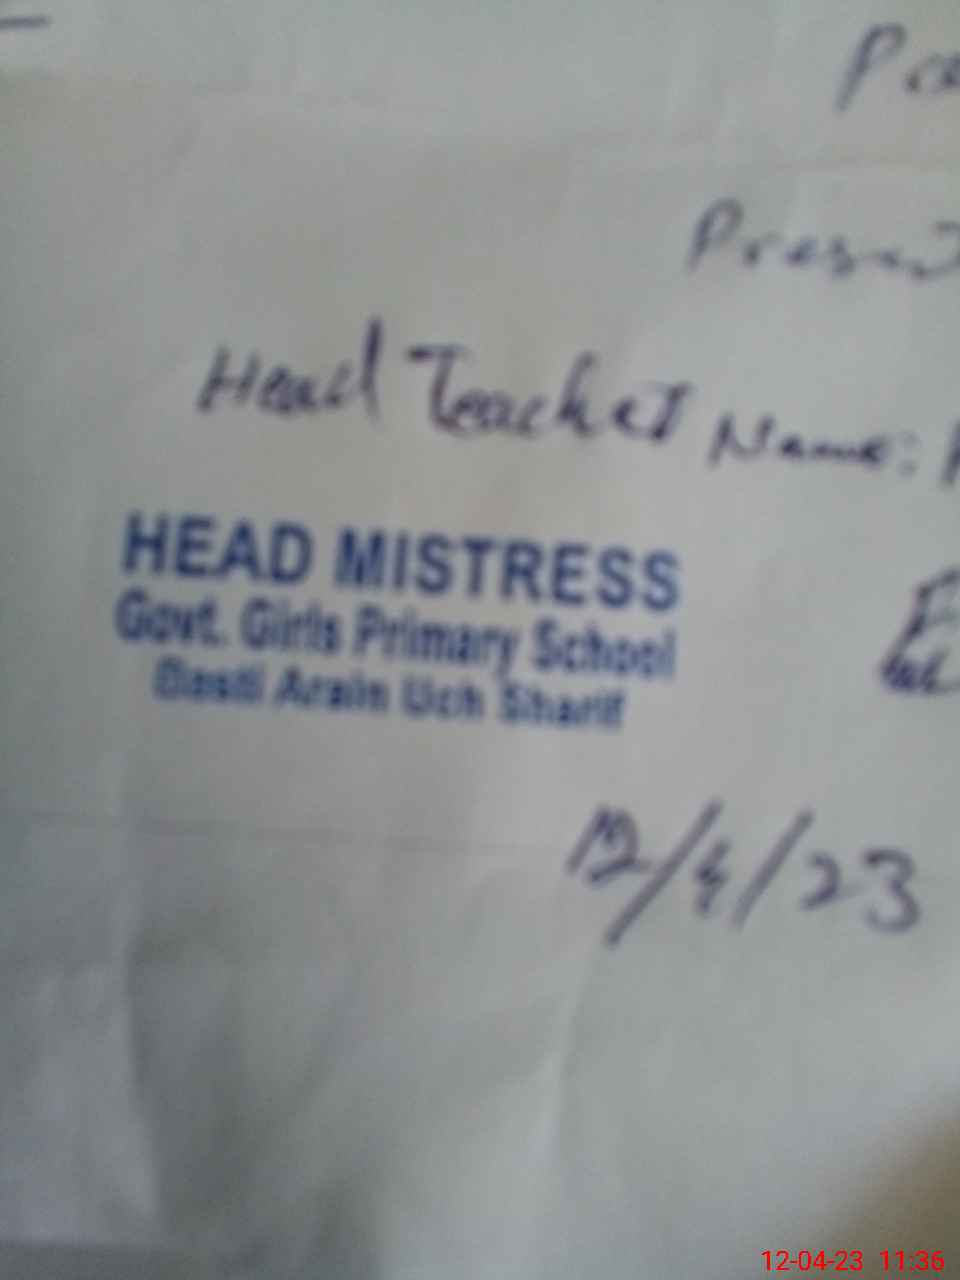 Head Teacher Name:
HEAD MISTRESS
Govt. Girls Primary School
Basti Arain Uch Sharif
12/4/23
12-04-23 11:36